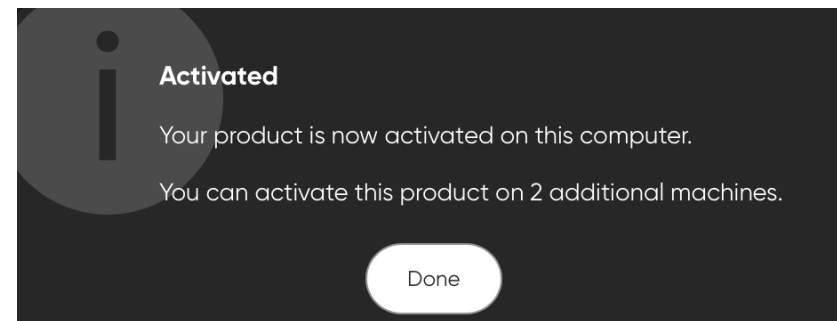 Activated
Your product is now activated on this computer.
You can activate this product on 2 additional machines.
Done